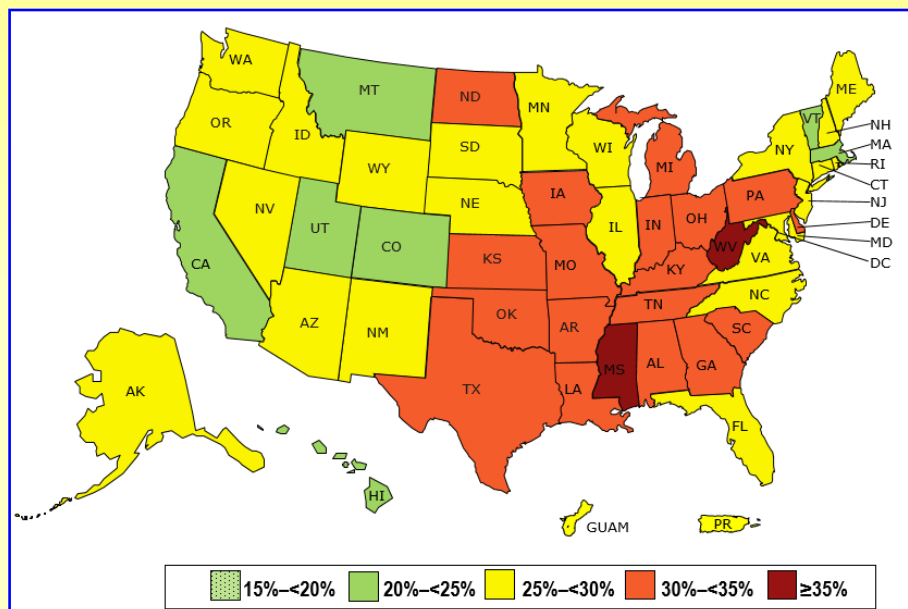 WA
MT
ND
MN
ME
OR
ID
SD
WI
VT
NH
MA
NY
RI
WY
MI
CT
NJ
IA
PA
NE
NV
IL
IN
OH
DE
UT
CO
WV
MD
VA
DC
CA
KS
MO
KY
NC
TN
OK
AZ
NM
AR
SC
MS
AL
GA
TX
LA
AK
FL
HI
GUAM
PR
15%–<20%
20%–<25%
25%–<30%
30%–<35%
≥35%